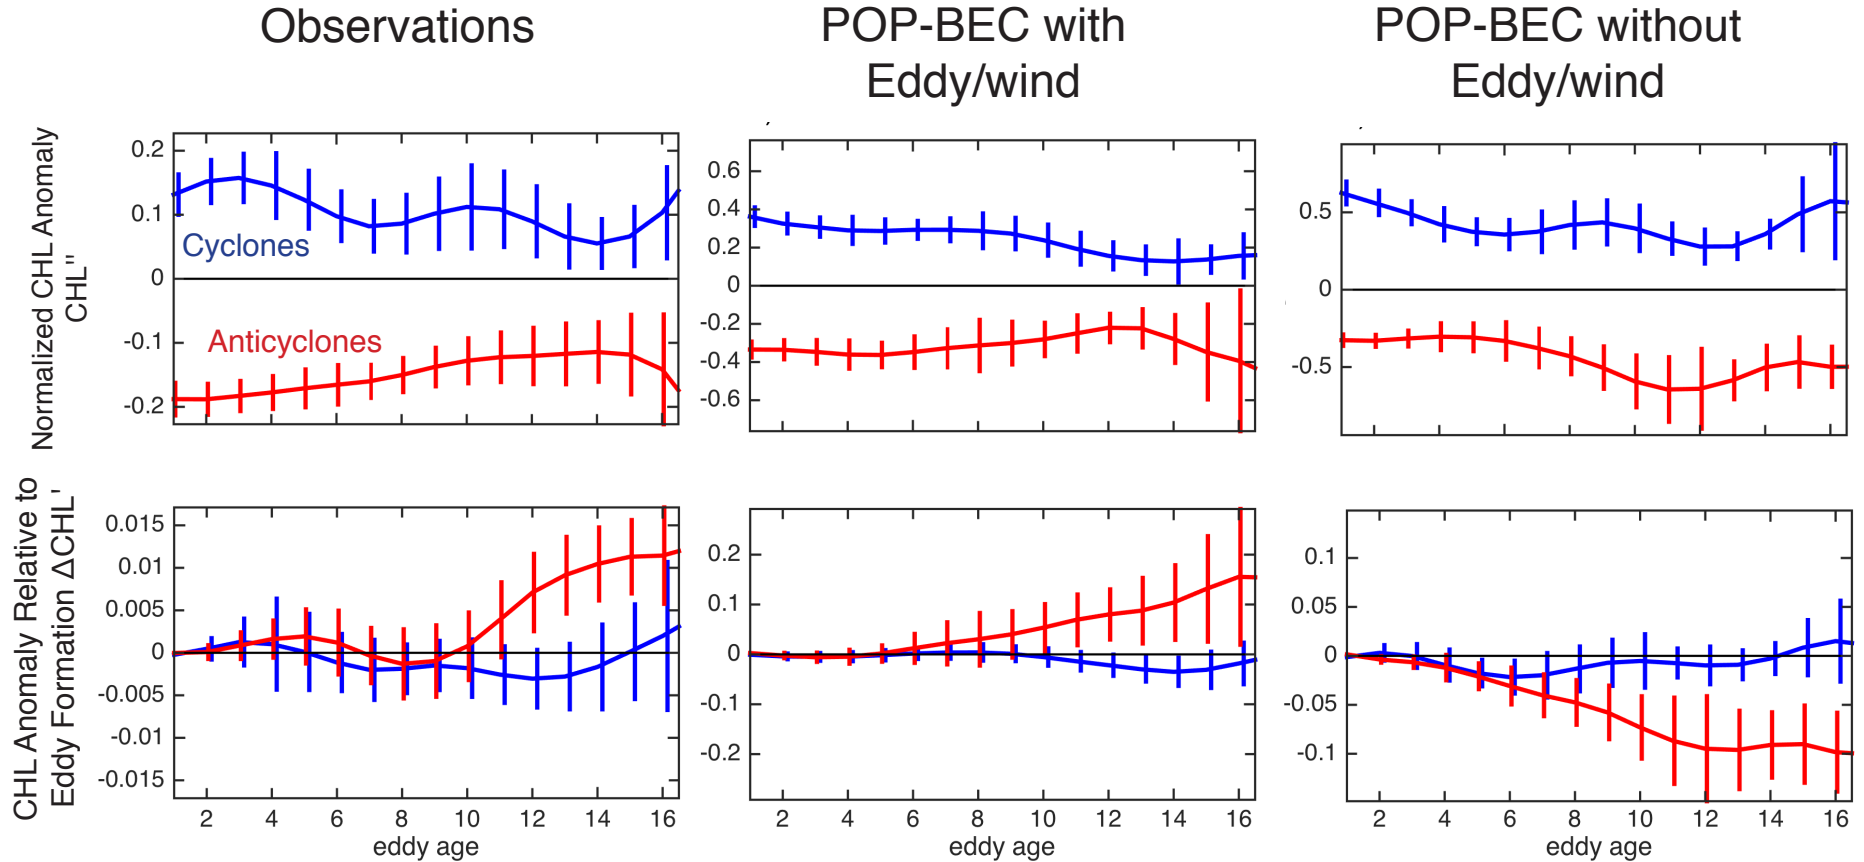 Observations
POP-BEC with
Eddy/wind
POP-BEC without
Eddy/wind
Normalized CHL Anomaly
CHL"
0.2
0.1
0
-0.1
-0.2
Cyclones
Anticyclones
0.6
0.4
0.2
0
-0.2
-0.4
-0.6
0.5
0
-0.5
CHL Anomaly Relative to
Eddy Formation ΔCHL'
0.015
0.01
0.005
0
-0.005
-0.01
-0.015
2 4 6 8 10 12 14 16
eddy age
0.2
0.1
0
-0.1
-0.2
2 4 6 8 10 12 14 16
eddy age
0.1
0.05
0
-0.05
-0.1
2 4 6 8 10 12 14 16
eddy age